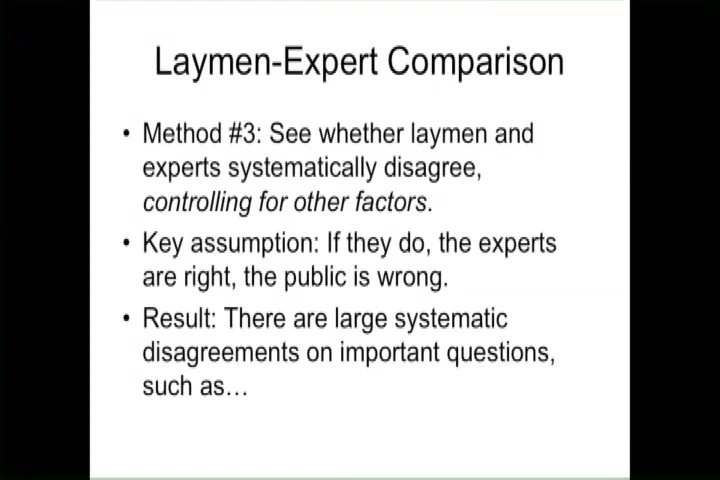 Laymen-Expert Comparison
• Method #3: See whether laymen and
experts systematically disagree,
controlling for other factors.
• Key assumption: If they do, the experts
are right, the public is wrong.
• Result: There are large systematic
disagreements on important questions,
such as…